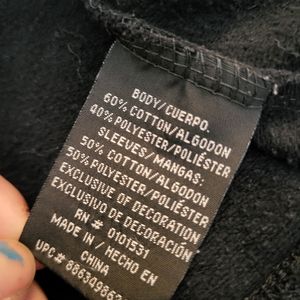 BODY/CUERPO.
60% COTTON/ALGODON
40% POLYESTER/POLIÉSTER
SLEEVES/MANGAS:
50% COTTON/ALGODON
50% POLYESTER/POLIÉSTER
EXCLUSIVE OF DECORATION
EXCLUSIVO DE DECORACIÓN
RN # 0101531
MADE IN / HECHO EN
CHINA
UPC #